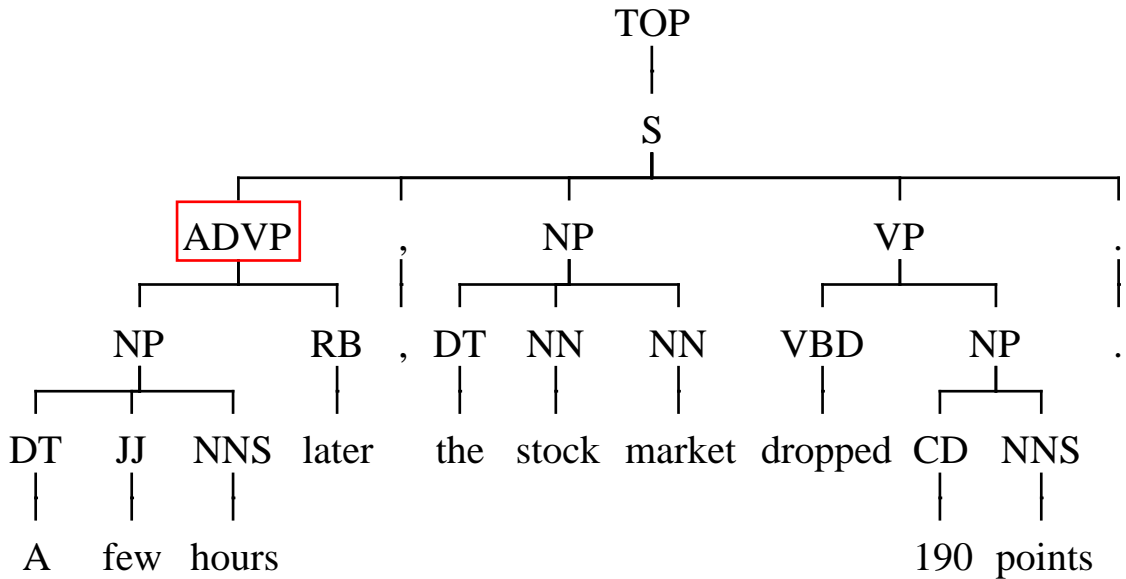 TOP
S
ADVP , NP VP .
NP RB , DT NN NN VBD NP .
DT JJ NNS later the stock market dropped CD NNS
A few hours 190 points